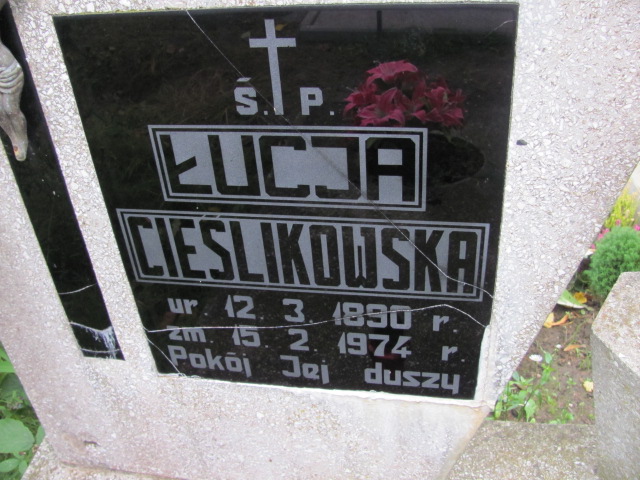 Ś. P.
ŁUCJA
CIEŚLIKOWSKA
ur. 12. 3. 1890 r.
zm 15. 2. 1974 r
Pokój Jej duszy